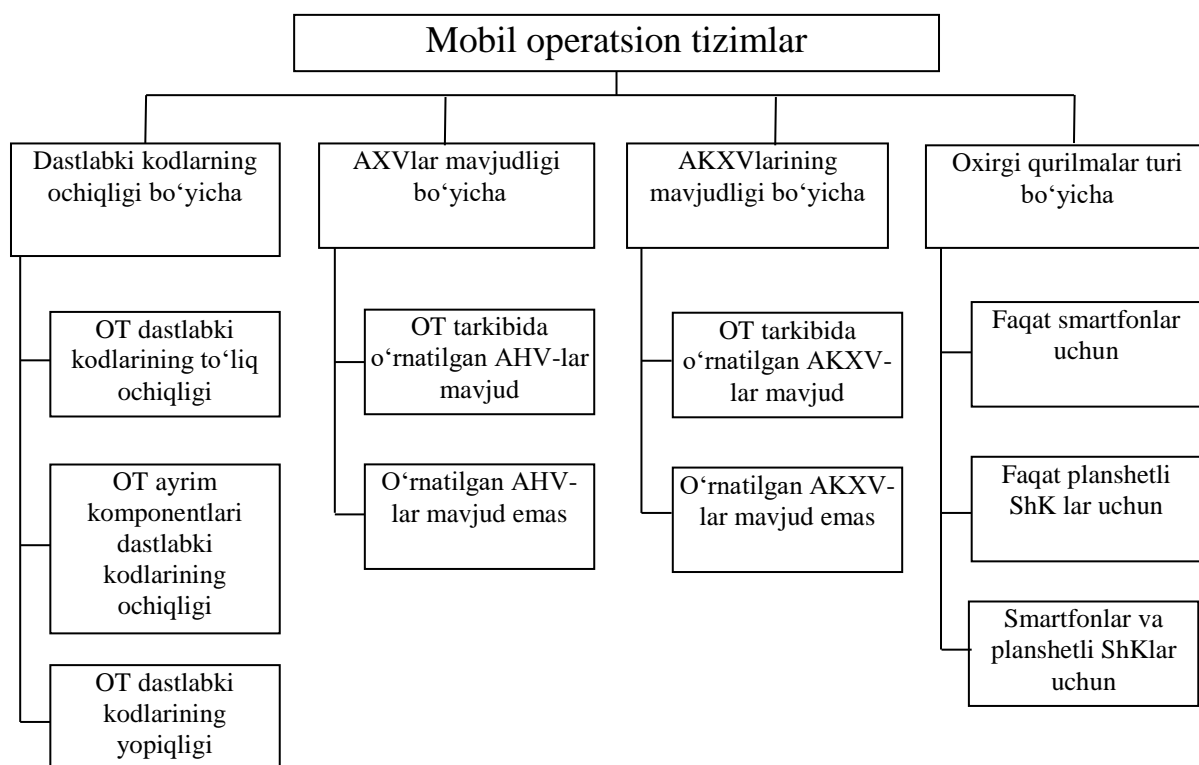 Mobil operatsion tizimlar
Dastlabki kodlarning
ochiqligi bo‘yicha
OT dastlabki
kodlarining to‘liq
ochiqligi
OT ayrim
komponentlari
dastlabki
kodlarining
ochiqligi
OT dastlabki
kodlarining
yopiqligi
AXVlar mavjudligi
bo‘yicha
OT tarkibida
o‘rnatilgan AHV-lar
mavjud
O‘rnatilgan AHV-
lar mavjud emas
AKXVlarining
mavjudligi bo‘yicha
OT tarkibida
o‘rnatilgan AKXV-
lar mavjud
O‘rnatilgan AKXV-
lar mavjud emas
Oxirgi qurilmalar turi
bo‘yicha
Faqat smartfonlar
uchun
Faqat planshetli
ShK lar uchun
Smartfonlar va
planshetli ShKlar
uchun